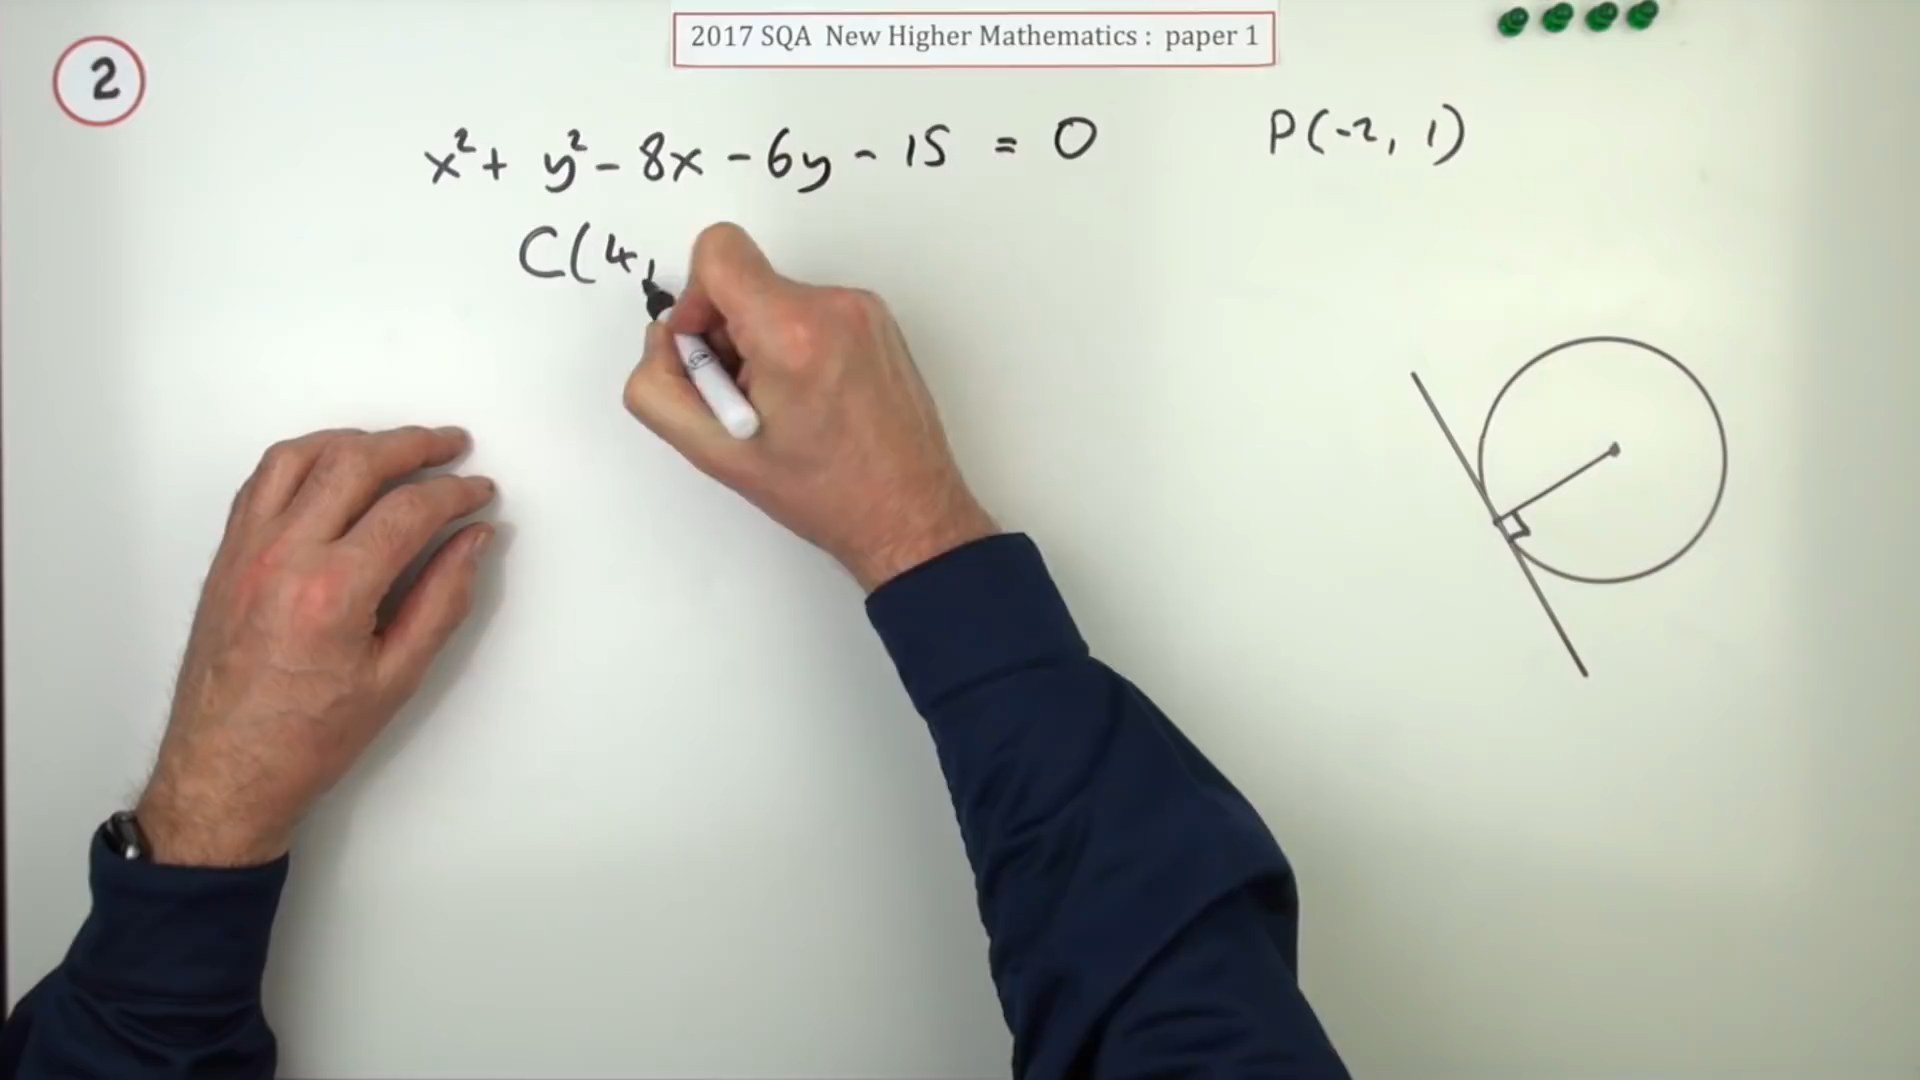 2017 SQA New Higher Mathematics : paper 1
2
x² + y² - 8x - 6y - 15 = 0
P(-2, 1)
C(4,